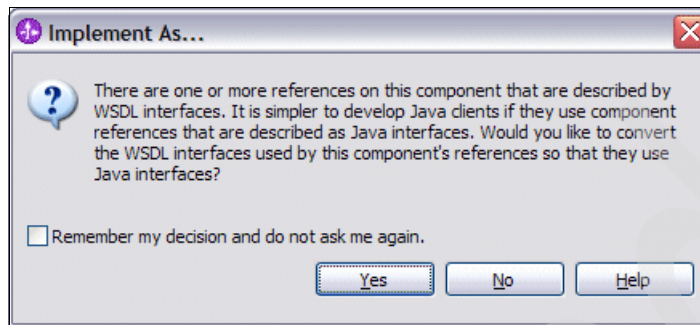 Implement As...
There are one or more references on this component that are described by
WSDL interfaces. It is simpler to develop Java clients if they use component
references that are described as Java interfaces. Would you like to convert
the WSDL interfaces used by this component's references so that they use
Java interfaces?
Remember my decision and do not ask me again.
Yes No Help